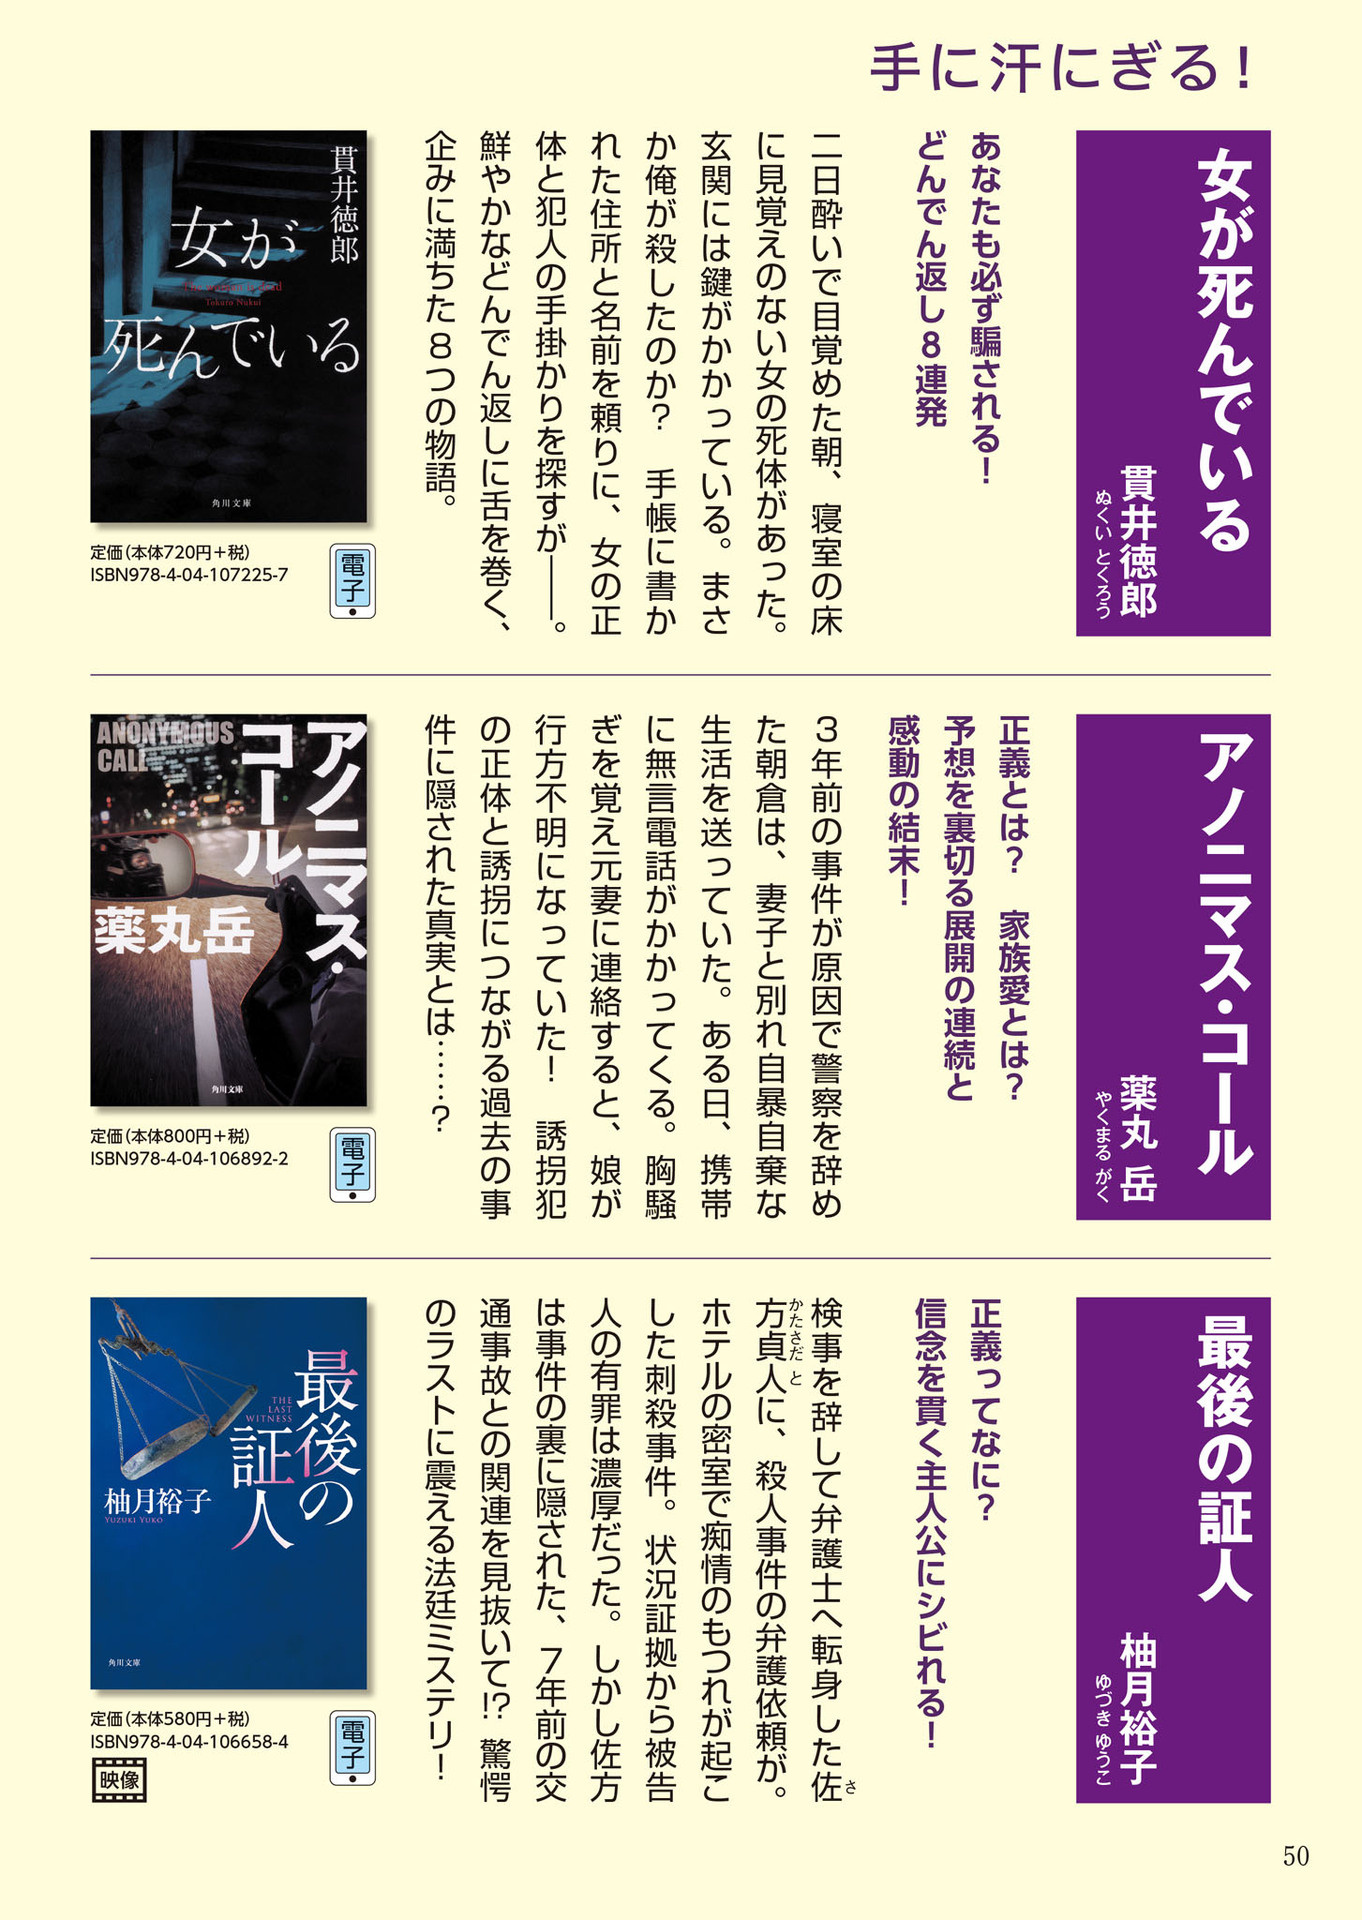 手に汗にぎる！
女が死んでいる
貫井徳郎
ぬくい とくろう
あなたも必ず騙される！
どんでん返し８連発
二日酔いで目覚めた朝、寝室の床
に見覚えのない女の死体があった。
玄関には鍵がかかっている。まさ
か俺が殺したのか？　手帳に書か
れた住所と名前を頼りに、女の正
体と犯人の手掛かりを探すが――。
鮮やかなどんでん返しに舌を巻く、
企みに満ちた８つの物語。
貫井徳郎
女が
死んでいる
The woman is dead
Tokuro Nukui
角川文庫
定価（本体720円＋税）
ISBN978-4-04-107225-7
電子
アノニマス・コール
薬丸 岳
やくまる がく
正義とは？　家族愛とは？
予想を裏切る展開の連続と
感動の結末！
３年前の事件が原因で警察を辞め
た朝倉は、妻子と別れ自暴自棄な
生活を送っていた。ある日、携帯
に無言電話がかかってくる。胸騒
ぎを覚え元妻に連絡すると、娘が
行方不明になっていた！　誘拐犯
の正体と誘拐につながる過去の事
件に隠された真実とは……？
アノニマス・
コール
ANONYMOUS
CALL
薬丸岳
角川文庫
定価（本体800円＋税）
ISBN978-4-04-106892-2
電子
最後の証人
柚月裕子
ゆづき ゆうこ
正義ってなに？
信念を貫く主人公にシビれる！
検事を辞して弁護士へ転身した佐
さ
方貞人に、殺人事件の弁護依頼が。
かたさだ と
ホテルの密室で痴情のもつれが起こ
した刺殺事件。状況証拠から被告
人の有罪は濃厚だった。しかし佐方
は事件の裏に隠された、７年前の交
通事故との関連を見抜いて!?　驚愕
のラストに震える法廷ミステリ！
最後の
証人
THE
LAST
WITNESS
柚月裕子
YUZUKI YUKO
角川文庫
定価（本体580円＋税）
ISBN978-4-04-106658-4
電子
映像
50